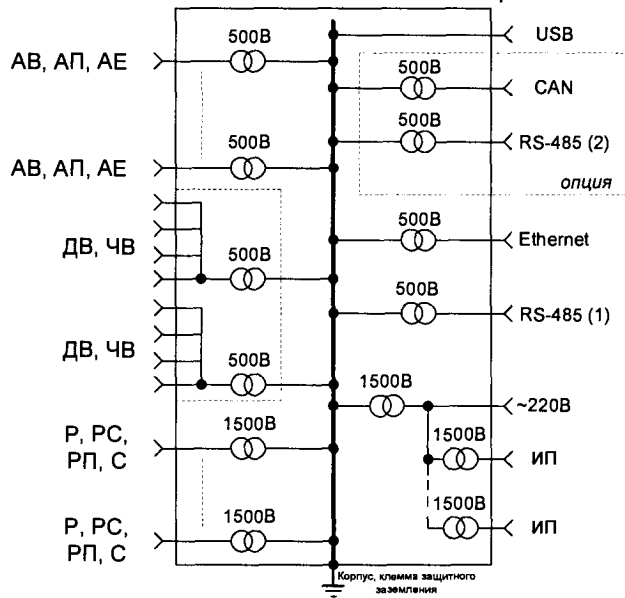 500В
USB
АВ, АП, АЕ
500В
CAN
500В
500В
RS-485 (2)
АВ, АП, АЕ
опция
500В
ДВ, ЧВ
500В
Ethernet
500В
RS-485 (1)
ДВ, ЧВ
500В
1500В
~220В
1500В
1500В
Р, РС,
РП, С
ИП
1500В
1500В
Р, РС,
РП, С
ИП
Корпус, клемма защитного
заземления